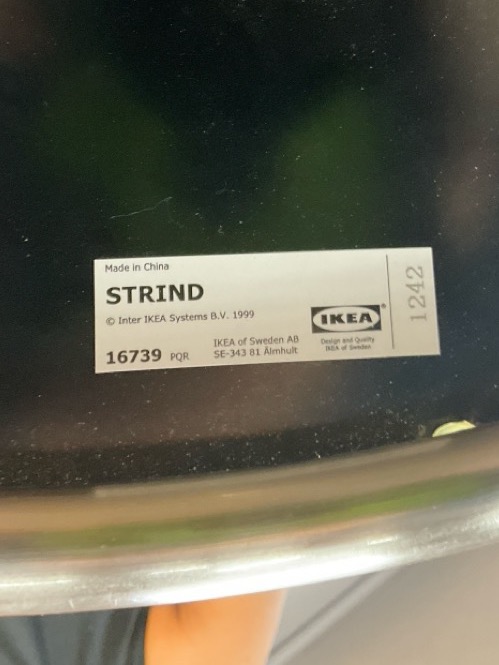 Made in China
STRIND
© Inter IKEA Systems B.V. 1999
16739 PQR
IKEA of Sweden AB
SE-343 81 Älmhult
IKEA®
Design and Quality
IKEA of Sweden
1242